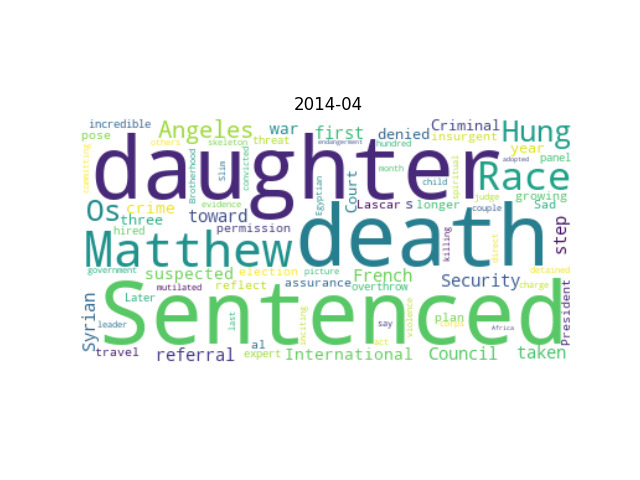 2014-04
incredible
pose
Angeles
war
first
denied
Criminal
insurgent
Hung
others
skeleton
threat
endangerment
hundred
year
panel
committing
daughter
Brotherhood
Slim
convicted
month
adopted
Race
Os
crime
three
hired
evidence
toward
permission
Egyptian
Court
Lascar
s
longer
child
couple
spiritual
judge
growing
Sad
Matthew
death
killing
direct
step
government
suspected
mutilated
election
reflect
picture
assurance
French
overthrow
Security
detained
charge
Syrian
Later
leader
Sentenced
last
inciting
say
act
violence
plan
corps
Africa
President
travel
referral
al
expert
International
Council
taken